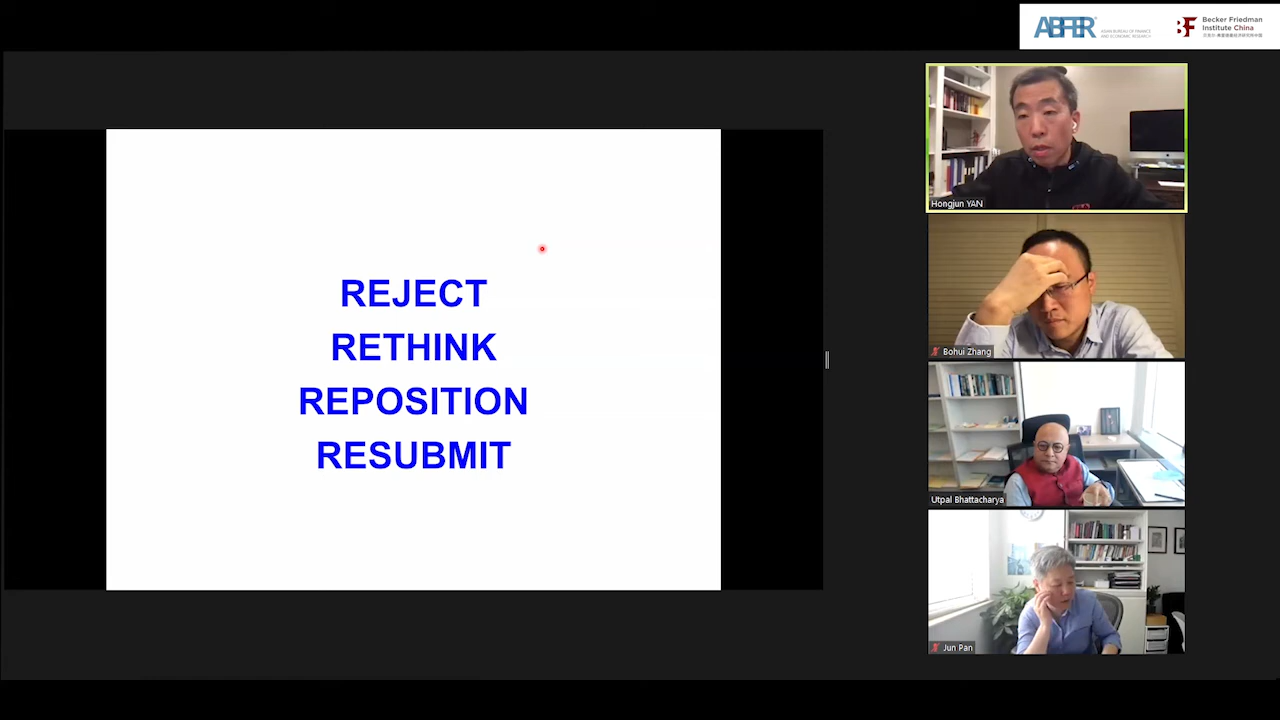 ABFER
ASIAN BUREAU OF FINANCE
AND ECONOMIC RESEARCH
Becker Friedman
Institute China
REJECT
RETHINK
REPOSITION
RESUBMIT
Hongjun YAN
Bohui Zhang
Utpal Bhattacharya
Jun Pan